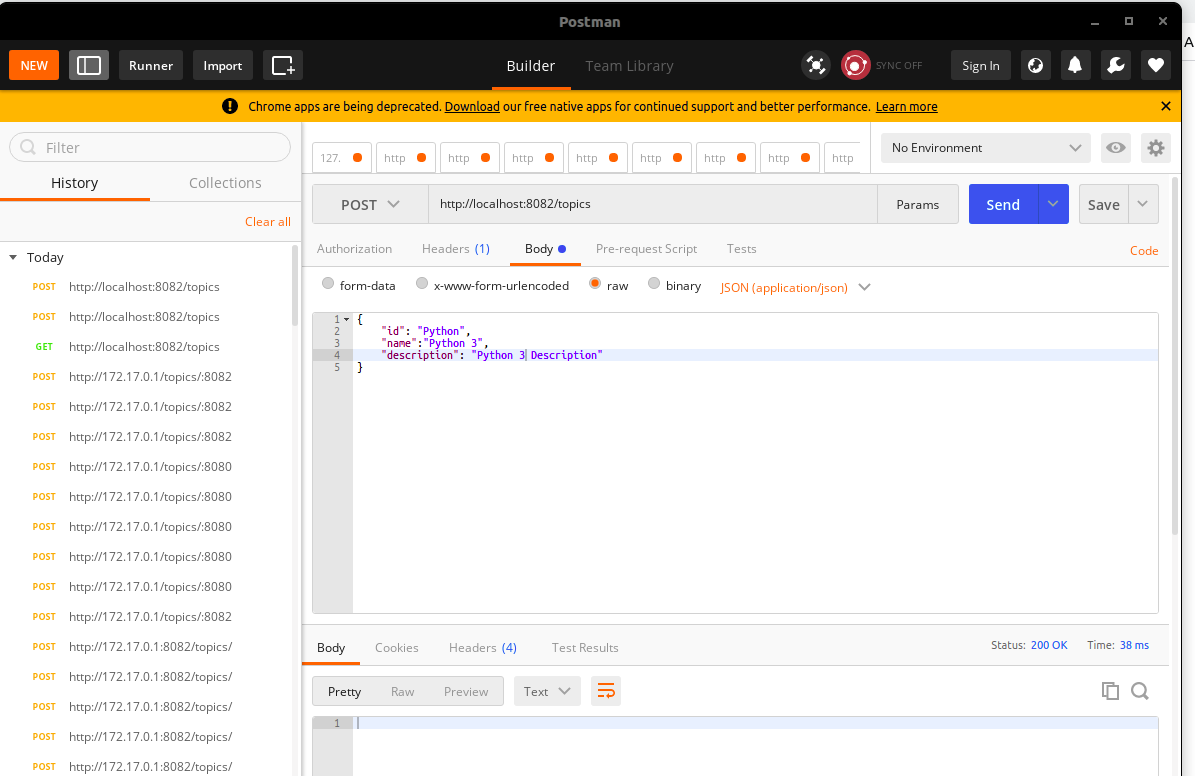 Postman
NEW Runner Import Builder Team Library SYNC OFF Sign In
A
Chrome apps are being deprecated. Download our free native apps for continued support and better performance. Learn more
Filter
History Collections
Clear all
Today
POST http://localhost:8082/topics
POST http://localhost:8082/topics
GET http://localhost:8082/topics
POST http://172.17.0.1/topics/:8082
POST http://172.17.0.1/topics/:8082
POST http://172.17.0.1/topics/:8082
POST http://172.17.0.1/topics/:8080
POST http://172.17.0.1/topics/:8080
POST http://172.17.0.1/topics/:8080
POST http://172.17.0.1/topics/:8080
POST http://172.17.0.1/topics/:8080
POST http://172.17.0.1/topics/:8082
POST http://172.17.0.1:8082/topics/
POST http://172.17.0.1:8082/topics/
POST http://172.17.0.1:8082/topics/
POST http://172.17.0.1:8082/topics/
POST http://172.17.0.1:8082/topics/
127. http http http http http http http http
No Environment
POST http://localhost:8082/topics Params Send Save
Authorization Headers (1) Body Pre-request Script Tests Code
form-data x-www-form-urlencoded raw binary JSON (application/json)
1 {
2 "id": "Python",
3 "name":"Python 3",
4 "description": "Python 3 Description"
5 }
Body Cookies Headers (4) Test Results Status: 200 OK Time: 38 ms
Pretty Raw Preview Text
1